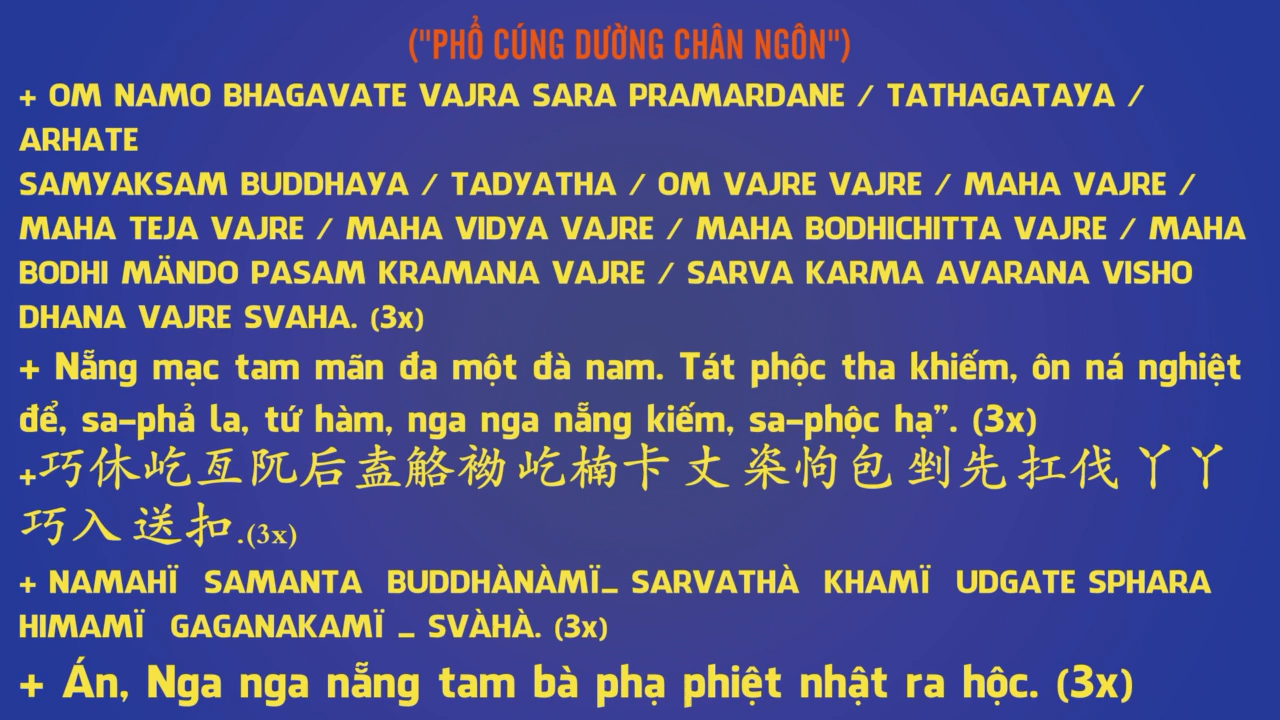 ("PHỔ CÚNG DƯỜNG CHÂN NGÔN")
+ OM NAMO BHAGAVATE VAJRA SARA PRAMARDANE / TATHAGATAYA /
ARHATE
SAMYAKSAM BUDDHAYA / TADYATHA / OM VAJRE VAJRE / MAHA VAJRE /
MAHA TEJA VAJRE / MAHA VIDYA VAJRE / MAHA BODHICHITTA VAJRE / MAHA
BODHI MÄNDO PASAM KRAMANA VAJRE / SARVA KARMA AVARANA VISHO
DHANA VAJRE SVAHA. (3x)
+ Nẵng mạc tam mãn đa một đà nam. Tát phộc tha khiếm, ôn ná nghiệt
để, sa-phả la, tứ hàm, nga nga nẵng kiếm, sa-phộc hạ”. (3x)
+巧休屹亙阢后盍觡袎屹楠卡丈栥怐包剉先扛伐丫丫
巧入送扣.(3x)
+ NAMAHÏ SAMANTA BUDDHÀNÀMÏ_ SARVATHÀ KHAMÏ UDGATE SPHARA
HIMAMÏ GAGANAKAMÏ _ SVÀHÀ. (3x)
+ Án, Nga nga nẵng tam bà phạ phiệt nhật ra hộc. (3x)